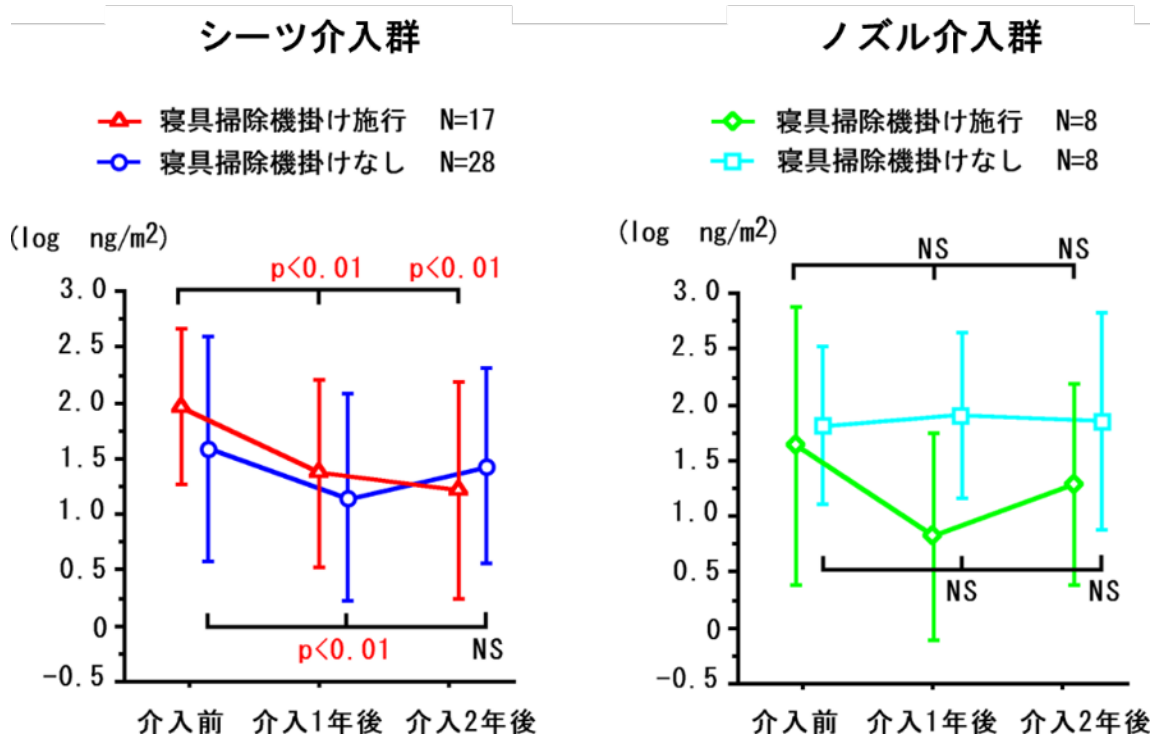 シーツ介入群
寝具掃除機掛け施行 N=17
寝具掃除機掛けなし N=28
(log ng/m2)
p<0.01 p<0.01
3.0
2.5
2.0
1.5
1.0
0.5
0
-0.5
p<0.01 NS
介入前 介入1年後 介入2年後
ノズル介入群
寝具掃除機掛け施行 N=8
寝具掃除機掛けなし N=8
(log ng/m2)
NS NS
3.0
2.5
2.0
1.5
1.0
0.5
0
-0.5
NS NS
介入前 介入1年後 介入2年後